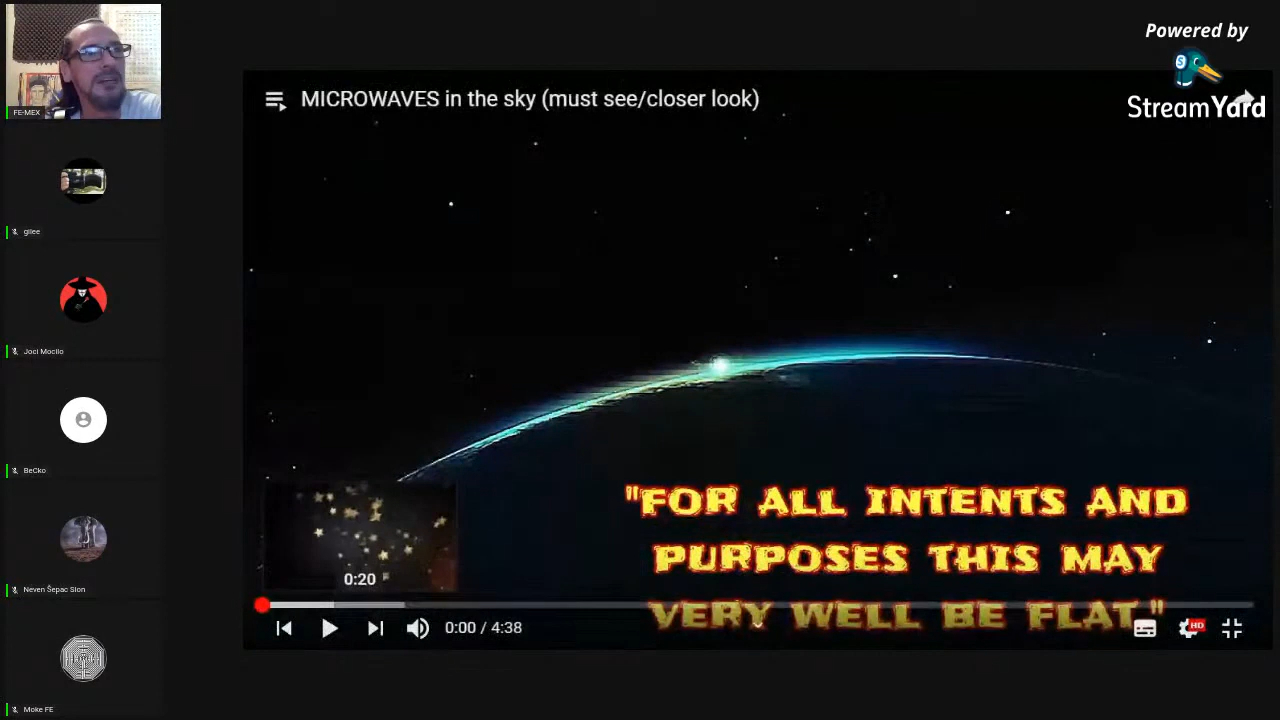 Powered by
StreamYard
MICROWAVES in the sky (must see/closer look)
FE-MEX
gilee
Joci Mocilo
BeCko
Neven Šepac Sion
Moke FE
"FOR ALL INTENTS AND
PURPOSES THIS MAY
VERY WELL BE FLAT."
0:20
0:00 / 4:38
HD